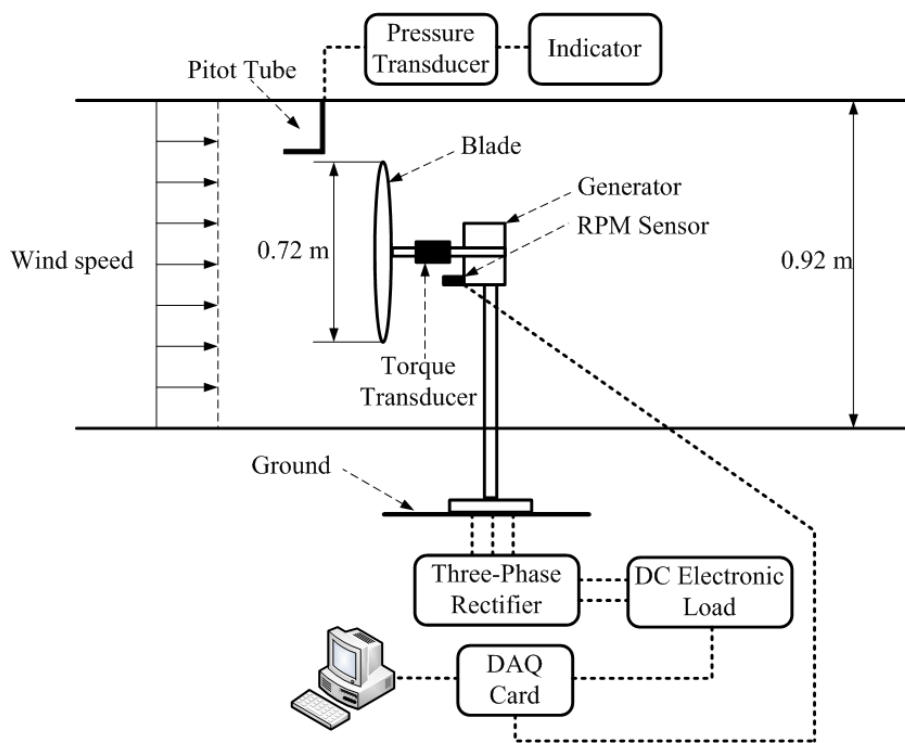 Pressure
Transducer
Indicator
Pitot Tube
Blade
Generator
RPM Sensor
Wind speed
0.72 m
0.92 m
Torque
Transducer
Ground
Three-Phase
Rectifier
DC Electronic
Load
DAQ
Card